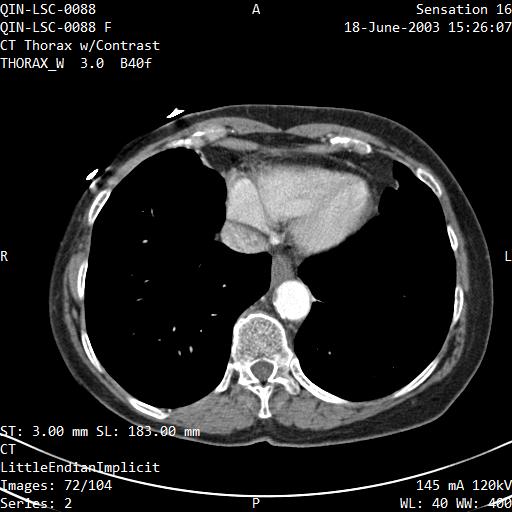 QIN-LSC-0088 A Sensation 16
QIN-LSC-0088 F 18-June-2003 15:26:07
CT Thorax w/Contrast
THORAX_W 3.0 B40f
R L
ST: 3.00 mm SL: 183.00 mm
CT
LittleEndianImplicit
Images: 72/104 145 mA 120kV
Series: 2 P WL: 40 WW: 400